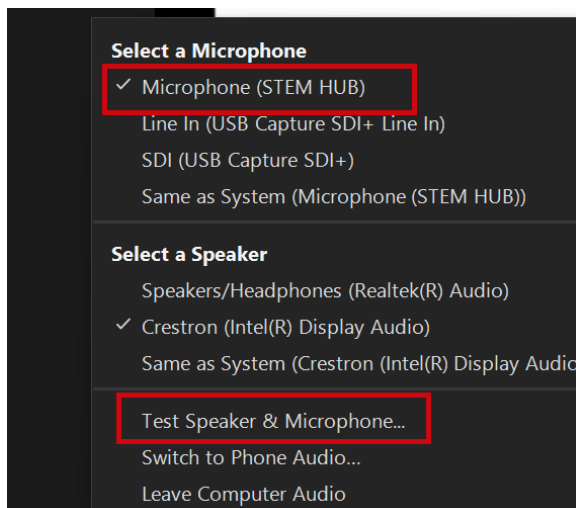 Select a Microphone
Microphone (STEM HUB)
Line In (USB Capture SDI+ Line In)
SDI (USB Capture SDI+)
Same as System (Microphone (STEM HUB))
Select a Speaker
Speakers/Headphones (Realtek(R) Audio)
Crestron (Intel(R) Display Audio)
Same as System (Crestron (Intel(R) Display Audio
Test Speaker & Microphone...
Switch to Phone Audio...
Leave Computer Audio